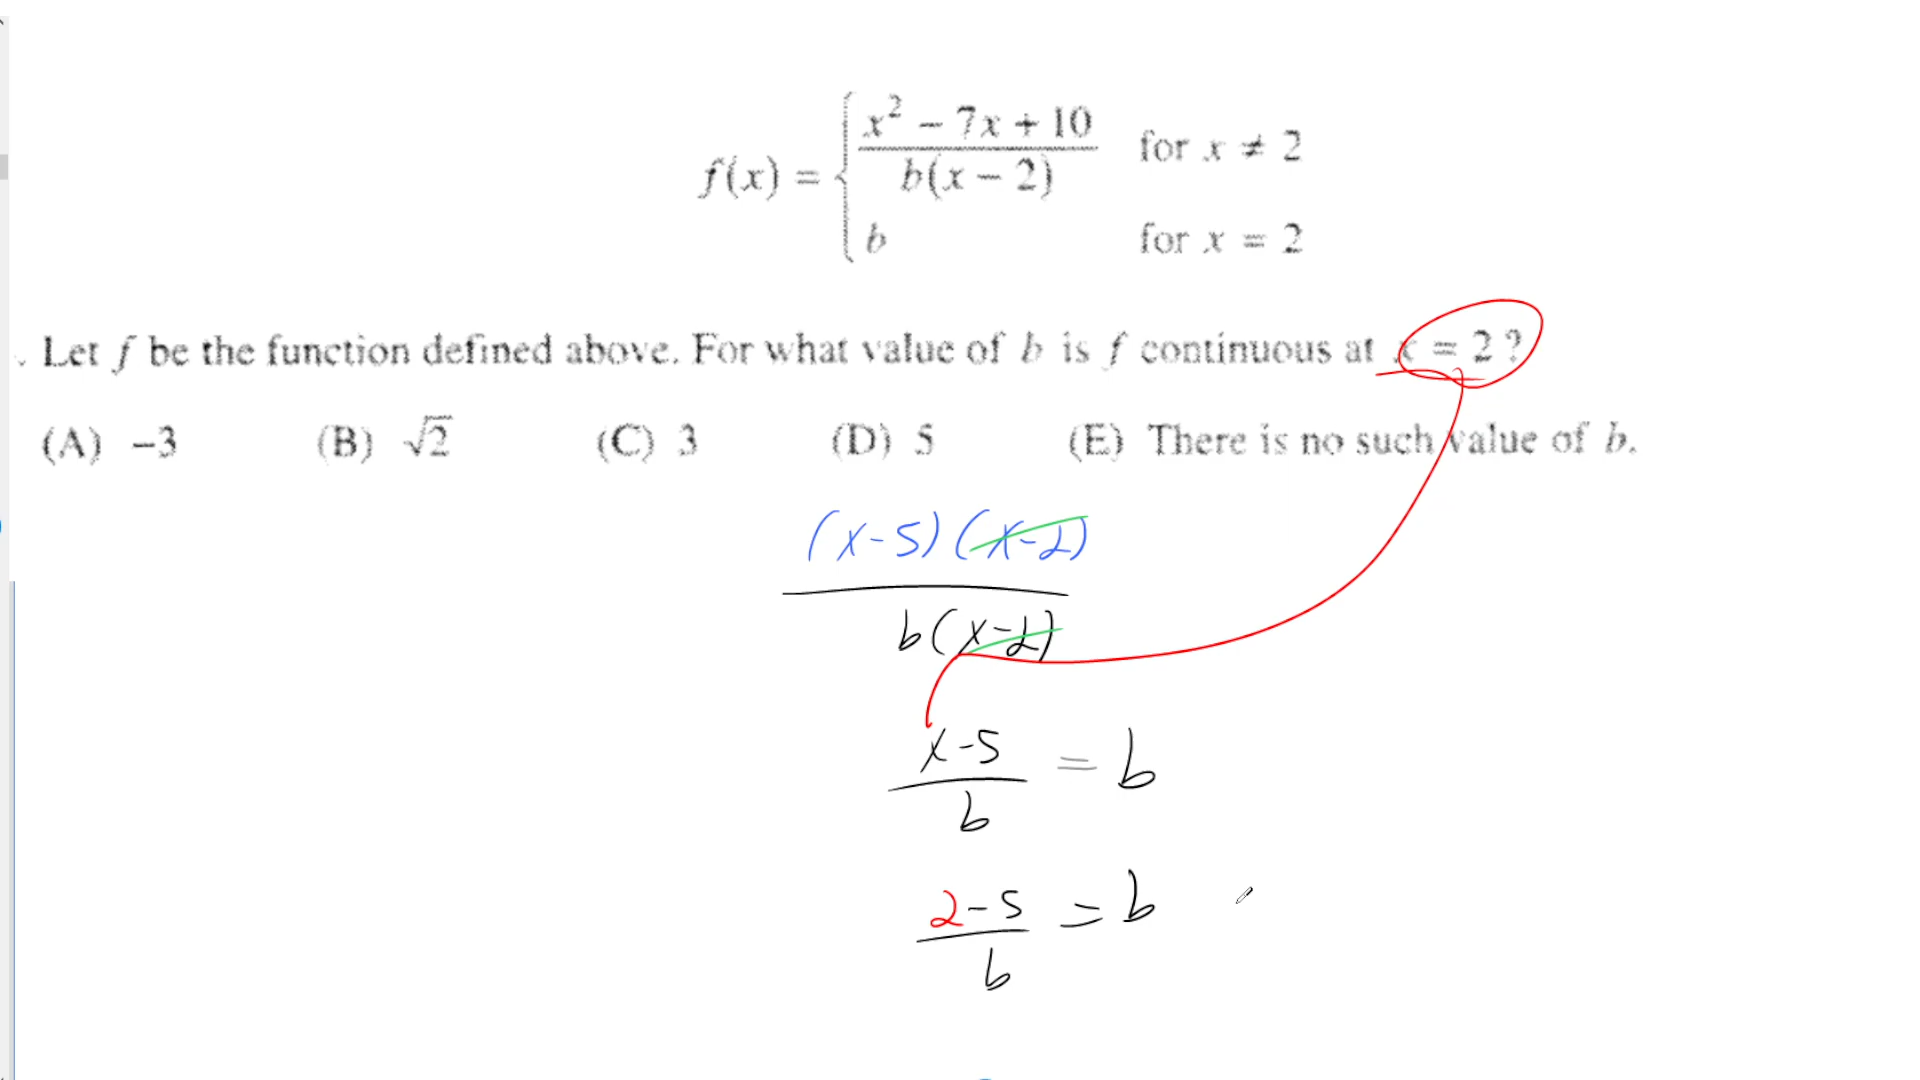 f(x) = { x² − 7x + 10 / b(x − 2) for x ≠ 2
b for x = 2
. Let f be the function defined above. For what value of b is f continuous at x = 2 ?
(A) −3 (B) √2 (C) 3 (D) 5 (E) There is no such value of b.
(x-5)(x-2)
b(x-2)
x-5 = b
b
2-5 = b
b